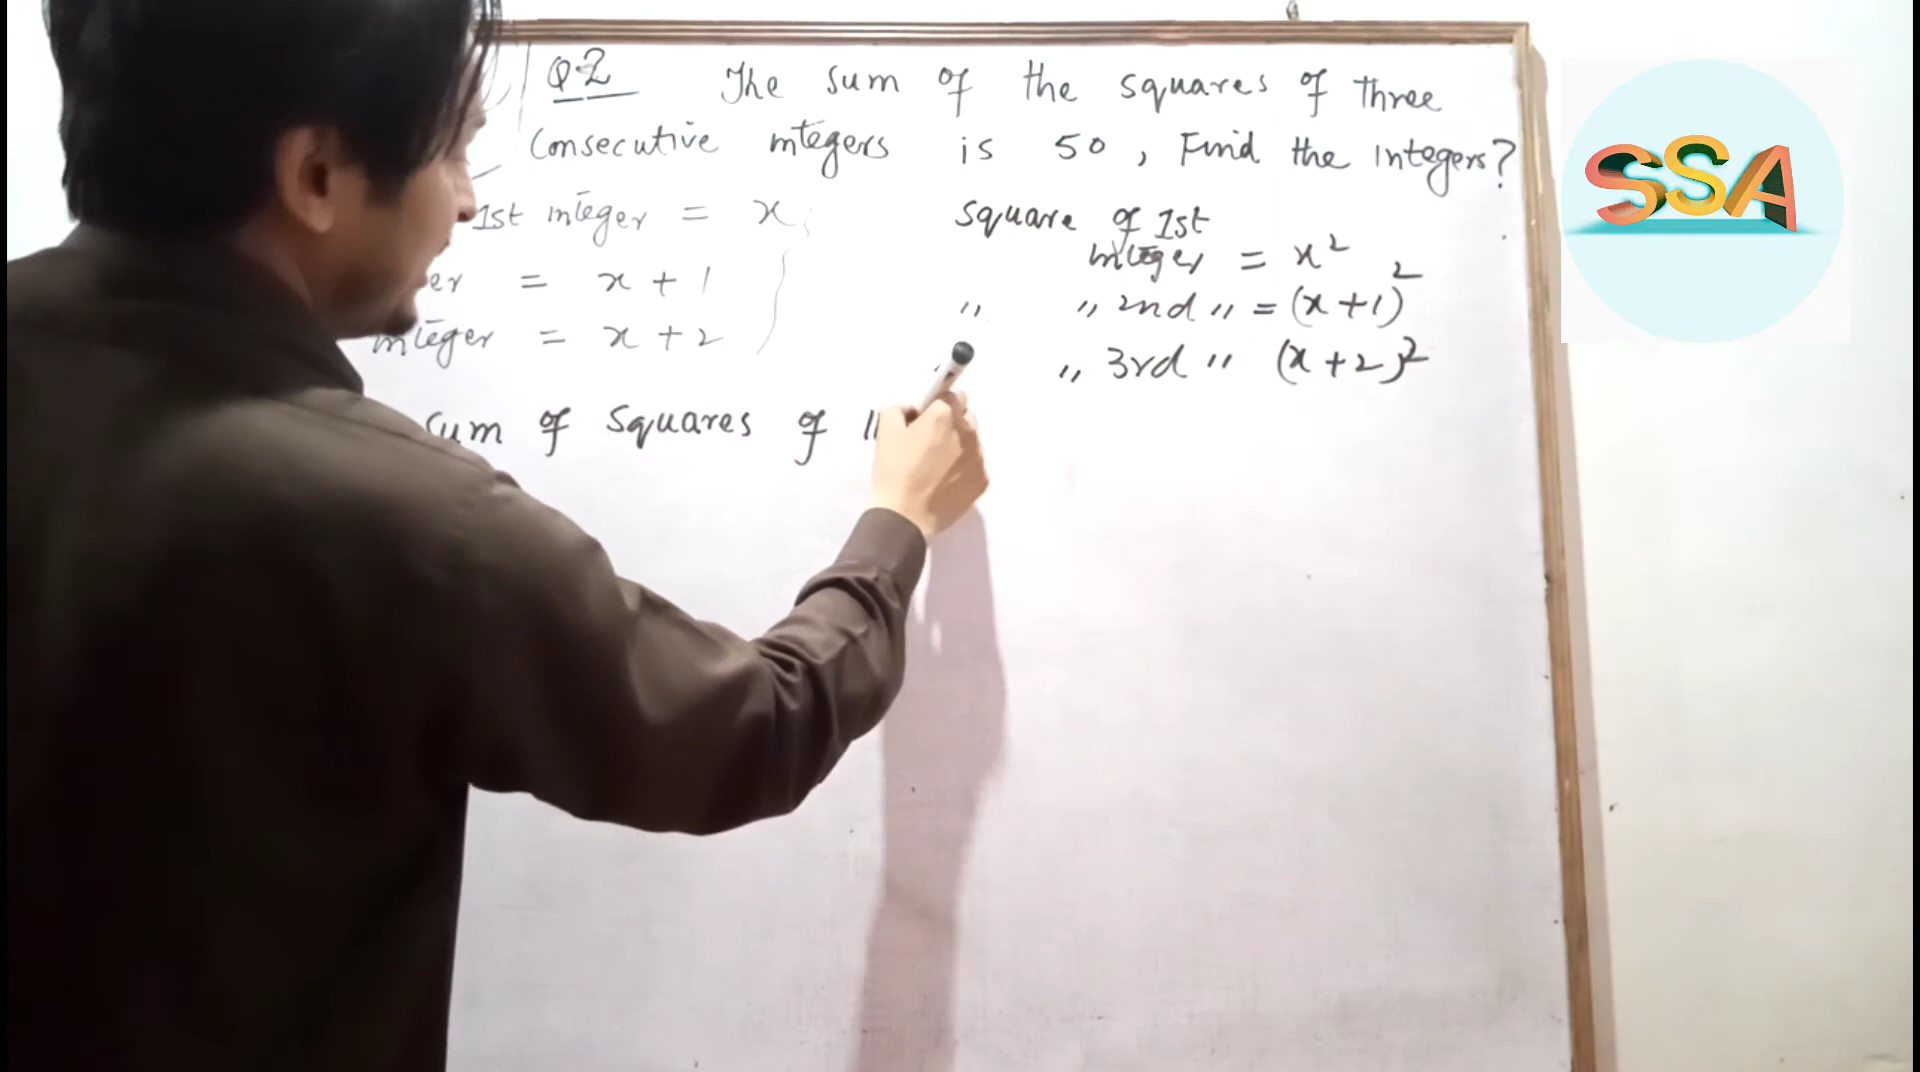 Q.2 The sum of the squares of three
consecutive integers is 50, Find the integers?
1st integer = x
= x + 1
integer = x + 2
square of 1st
integer = x²
" " 2nd " = (x+1)²
" 3rd " (x+2)²
sum of squares of
SSA